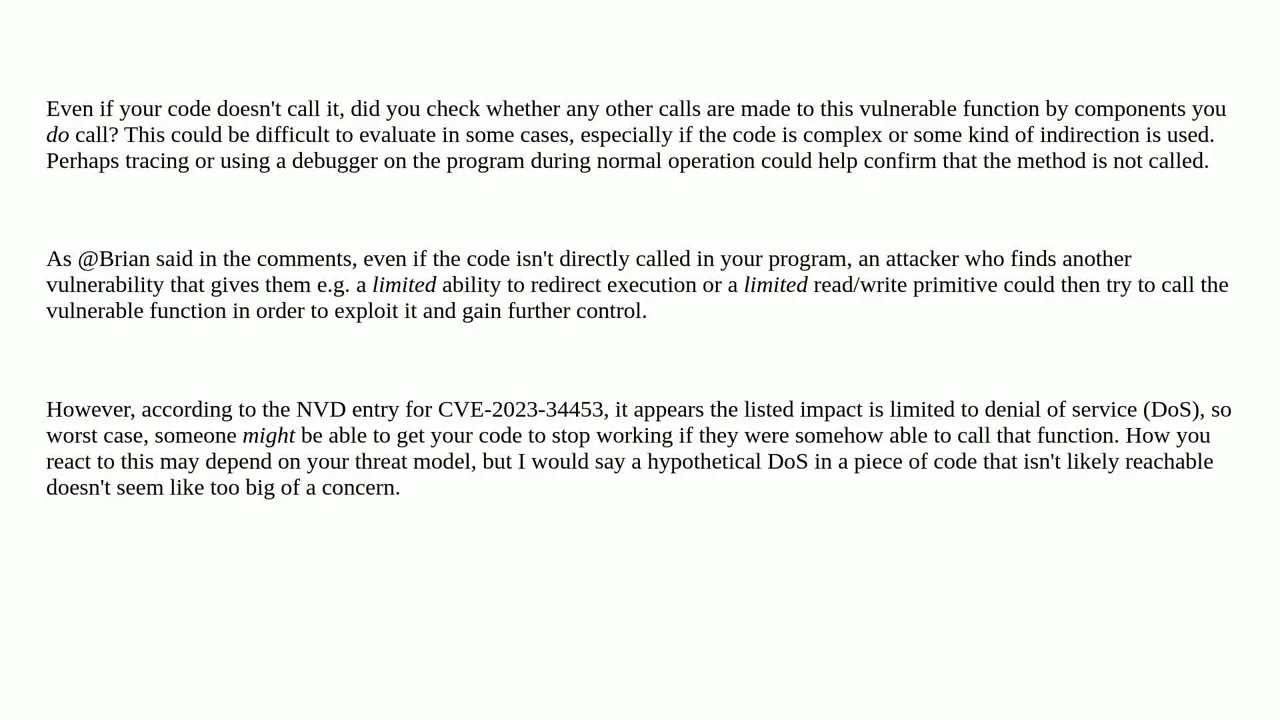 Even if your code doesn't call it, did you check whether any other calls are made to this vulnerable function by components you
do call? This could be difficult to evaluate in some cases, especially if the code is complex or some kind of indirection is used.
Perhaps tracing or using a debugger on the program during normal operation could help confirm that the method is not called.
As @Brian said in the comments, even if the code isn't directly called in your program, an attacker who finds another
vulnerability that gives them e.g. a limited ability to redirect execution or a limited read/write primitive could then try to call the
vulnerable function in order to exploit it and gain further control.
However, according to the NVD entry for CVE-2023-34453, it appears the listed impact is limited to denial of service (DoS), so
worst case, someone might be able to get your code to stop working if they were somehow able to call that function. How you
react to this may depend on your threat model, but I would say a hypothetical DoS in a piece of code that isn't likely reachable
doesn't seem like too big of a concern.